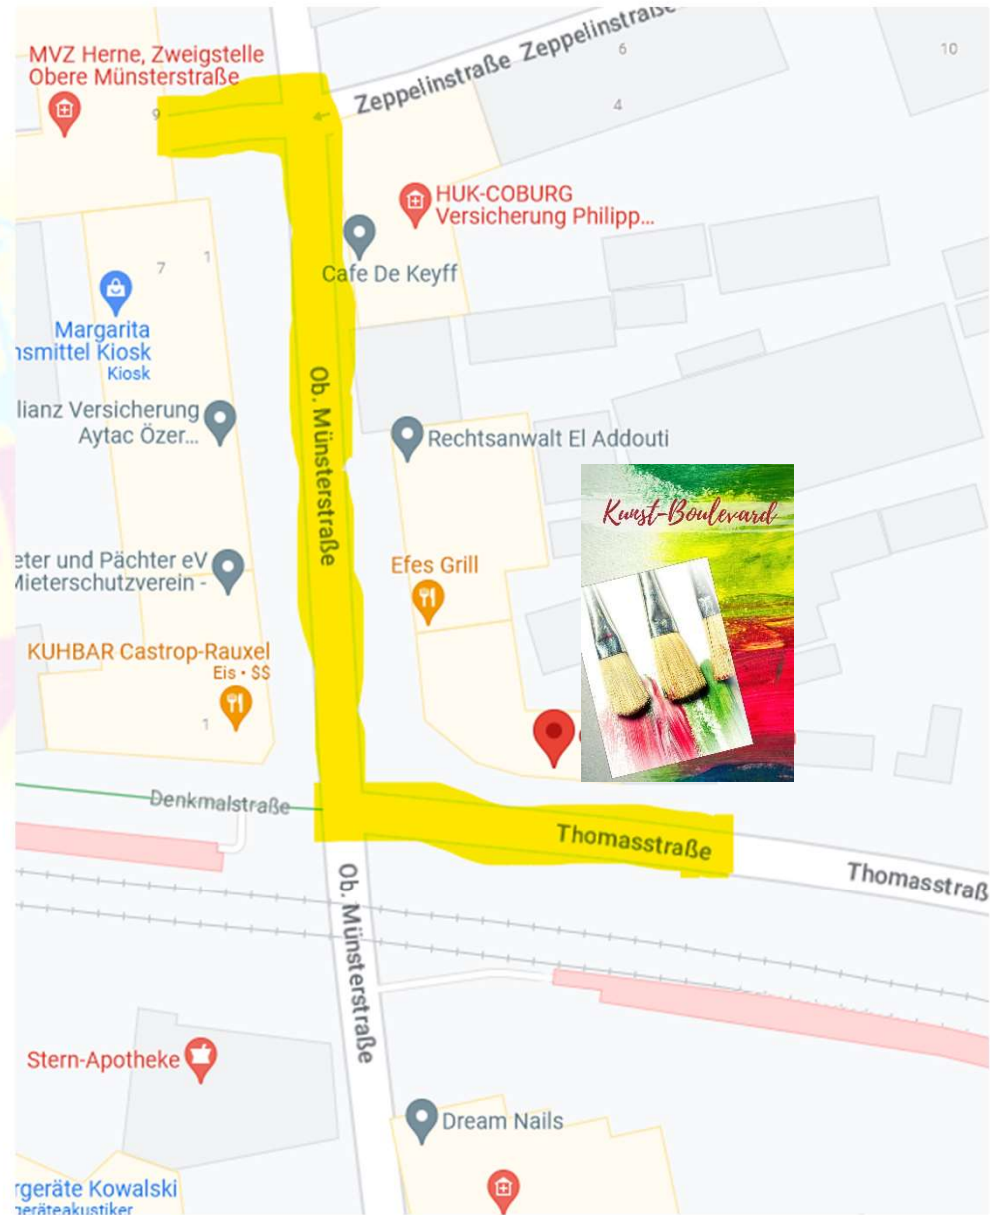 MVZ Herne, Zweigstelle
Obere Münsterstraße
Zeppelinstraße
Zeppelinstraße
6
10
4
9
HUK-COBURG
Versicherung Philipp...
Cafe De Keyff
7
1
Margarita
nsmittel Kiosk
Kiosk
Ob. Münsterstraße
lianz Versicherung
Aytac Özer...
Rechtsanwalt El Addouti
Kunst-Boulevard
eter und Pächter eV
Mieterschutzverein -
Efes Grill
KUHBAR Castrop-Rauxel
Eis • $$
1
Denkmalstraße
Thomasstraße
Thomasstraß
Ob. Münsterstraße
Stern-Apotheke
Dream Nails
rgeräte Kowalski
geräteakustiker